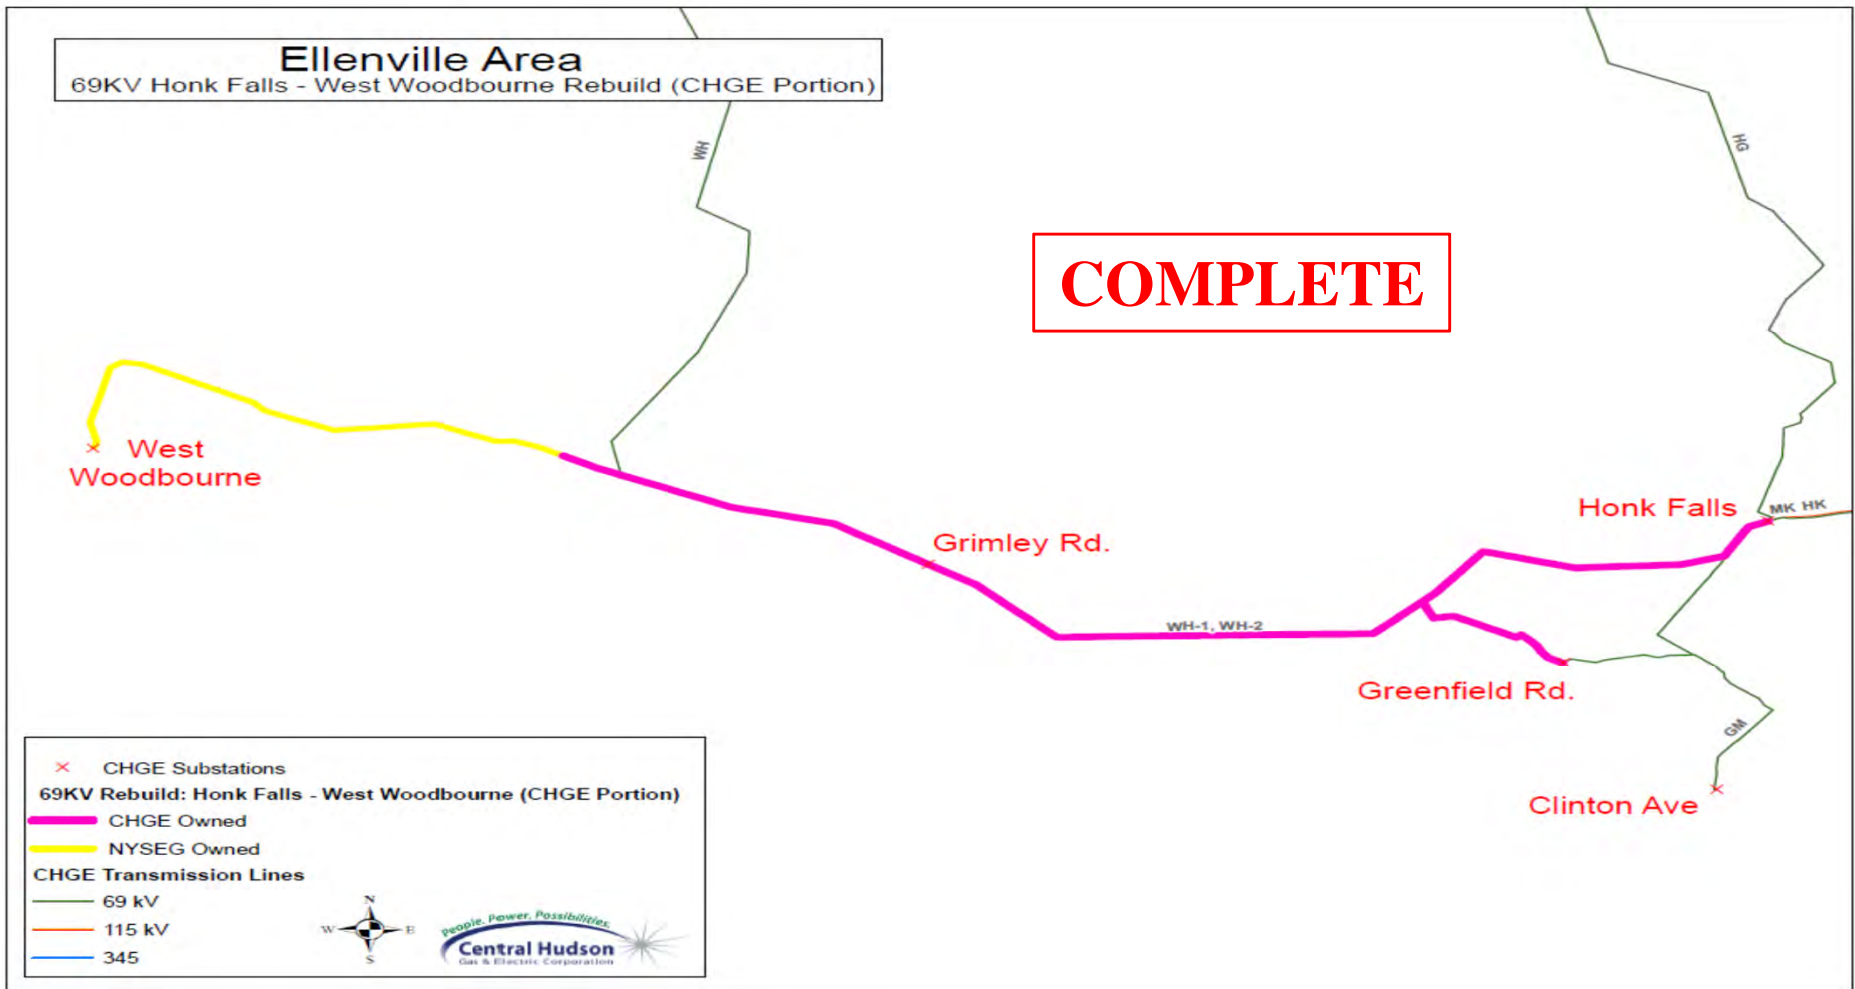 Ellenville Area
69KV Honk Falls - West Woodbourne Rebuild (CHGE Portion)
WH
HG
COMPLETE
West
Woodbourne
Honk Falls
MK HK
Grimley Rd.
WH-1, WH-2
Greenfield Rd.
GM
Clinton Ave
CHGE Substations
69KV Rebuild: Honk Falls - West Woodbourne (CHGE Portion)
CHGE Owned
NYSEG Owned
CHGE Transmission Lines
69 kV
115 kV
345
N
W E
S
People. Power. Possibilities.
Central Hudson
Gas & Electric Corporation